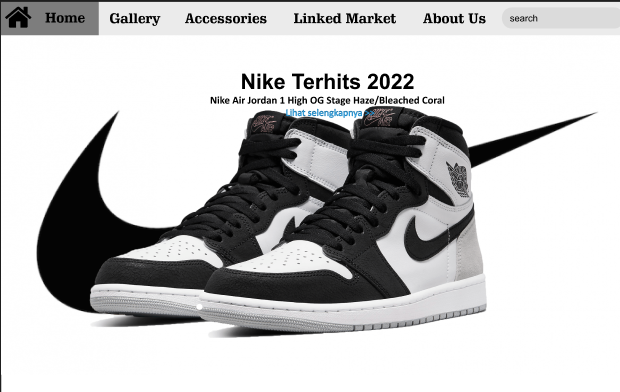 Home Gallery Accessories Linked Market About Us search
Nike Terhits 2022
Nike Air Jordan 1 High OG Stage Haze/Bleached Coral
Lihat selengkapnya >>